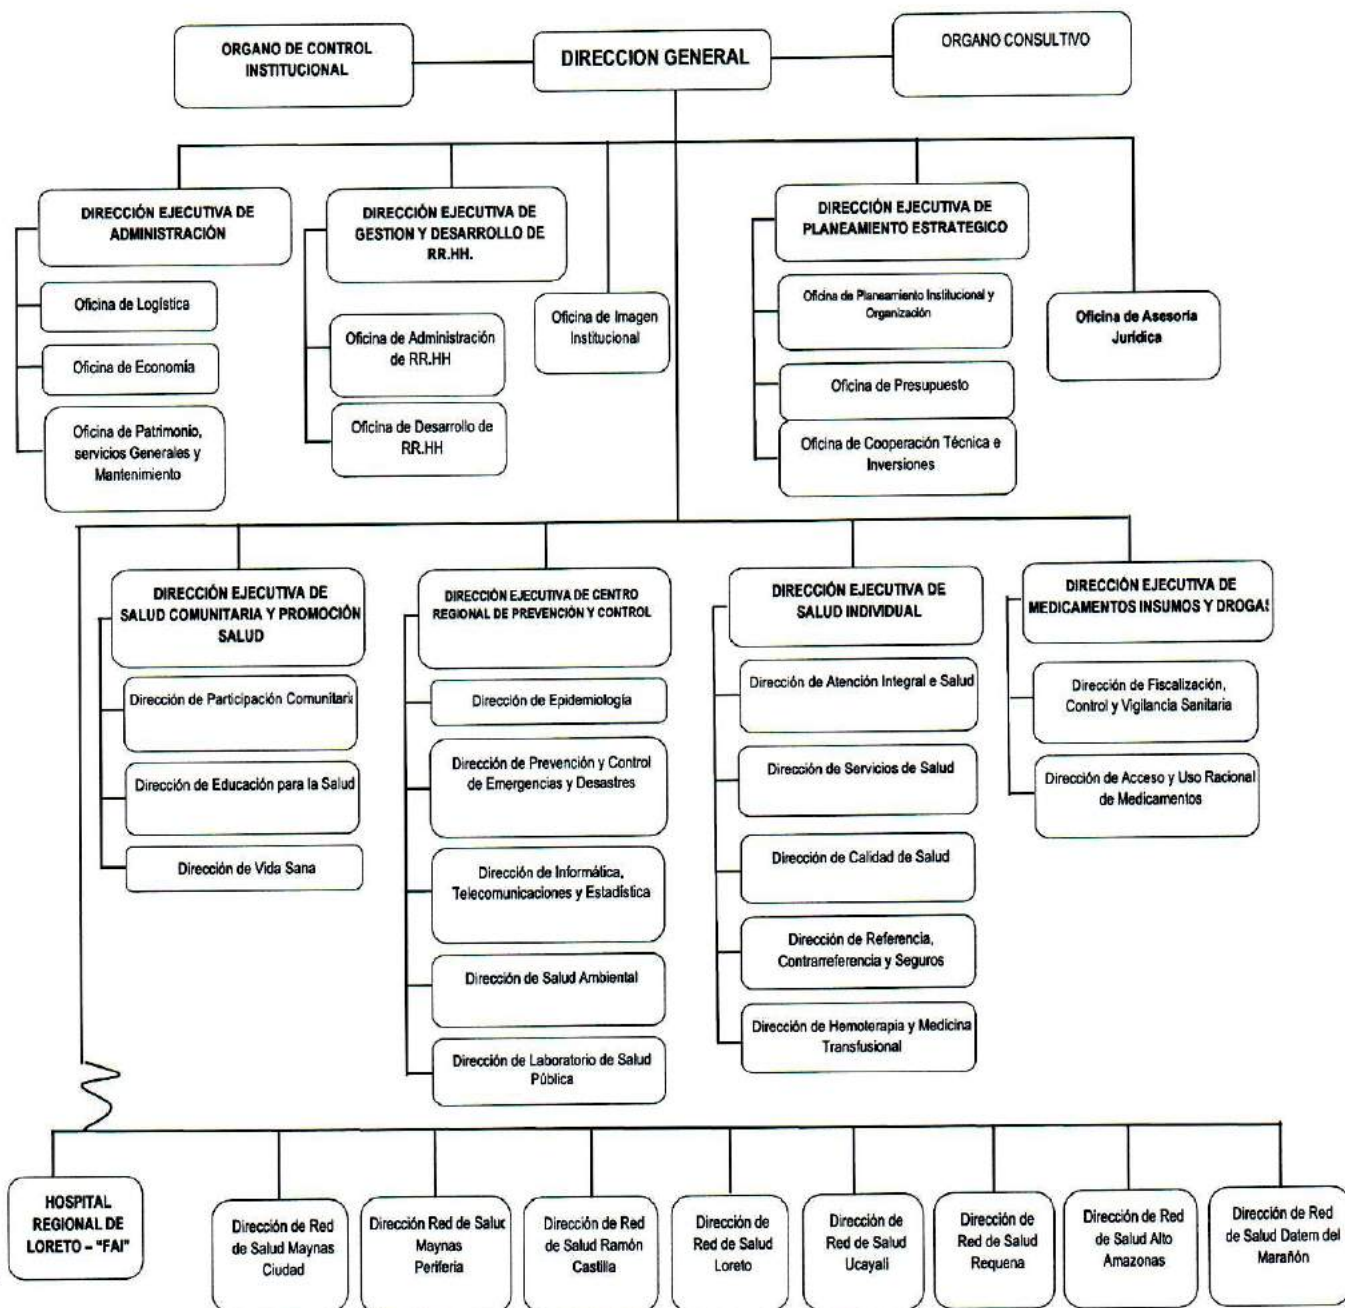 ORGANO DE CONTROL
INSTITUCIONAL
DIRECCION GENERAL
ORGANO CONSULTIVO
DIRECCIÓN EJECUTIVA DE
ADMINISTRACIÓN
Oficina de Logística
Oficina de Economía
Oficina de Patrimonio,
servicios Generales y
Mantenimiento
DIRECCIÓN EJECUTIVA DE
GESTION Y DESARROLLO DE
RR.HH.
Oficina de Administración
de RR.HH
Oficina de Desarrollo de
RR.HH
Oficina de Imagen
Institucional
DIRECCIÓN EJECUTIVA DE
PLANEAMIENTO ESTRATEGICO
Oficina de Planeamiento Institucional y
Organización
Oficina de Presupuesto
Oficina de Cooperación Técnica e
Inversiones
Oficina de Asesoría
Jurídica
DIRECCIÓN EJECUTIVA DE
SALUD COMUNITARIA Y PROMOCIÓN
SALUD
Dirección de Participación Comunitaria
Dirección de Educación para la Salud
Dirección de Vida Sana
DIRECCIÓN EJECUTIVA DE CENTRO
REGIONAL DE PREVENCIÓN Y CONTROL
Dirección de Epidemiología
Dirección de Prevención y Control
de Emergencias y Desastres
Dirección de Informática,
Telecomunicaciones y Estadística
Dirección de Salud Ambiental
Dirección de Laboratorio de Salud
Pública
DIRECCIÓN EJECUTIVA DE
SALUD INDIVIDUAL
Dirección de Atención Integral e Salud
Dirección de Servicios de Salud
Dirección de Calidad de Salud
Dirección de Referencia,
Contrarreferencia y Seguros
Dirección de Hemoterapia y Medicina
Transfusional
DIRECCIÓN EJECUTIVA DE
MEDICAMENTOS INSUMOS Y DROGAS
Dirección de Fiscalización,
Control y Vigilancia Sanitaria
Dirección de Acceso y Uso Racional
de Medicamentos
HOSPITAL
REGIONAL DE
LORETO – "FAI"
Dirección de Red
de Salud Maynas
Ciudad
Dirección Red de Salud
Maynas
Periferia
Dirección de Red
de Salud Ramón
Castilla
Dirección de
Red de Salud
Loreto
Dirección de
Red de Salud
Ucayali
Dirección de
Red de Salud
Requena
Dirección de Red
de Salud Alto
Amazonas
Dirección de Red
de Salud Datem del
Marañón